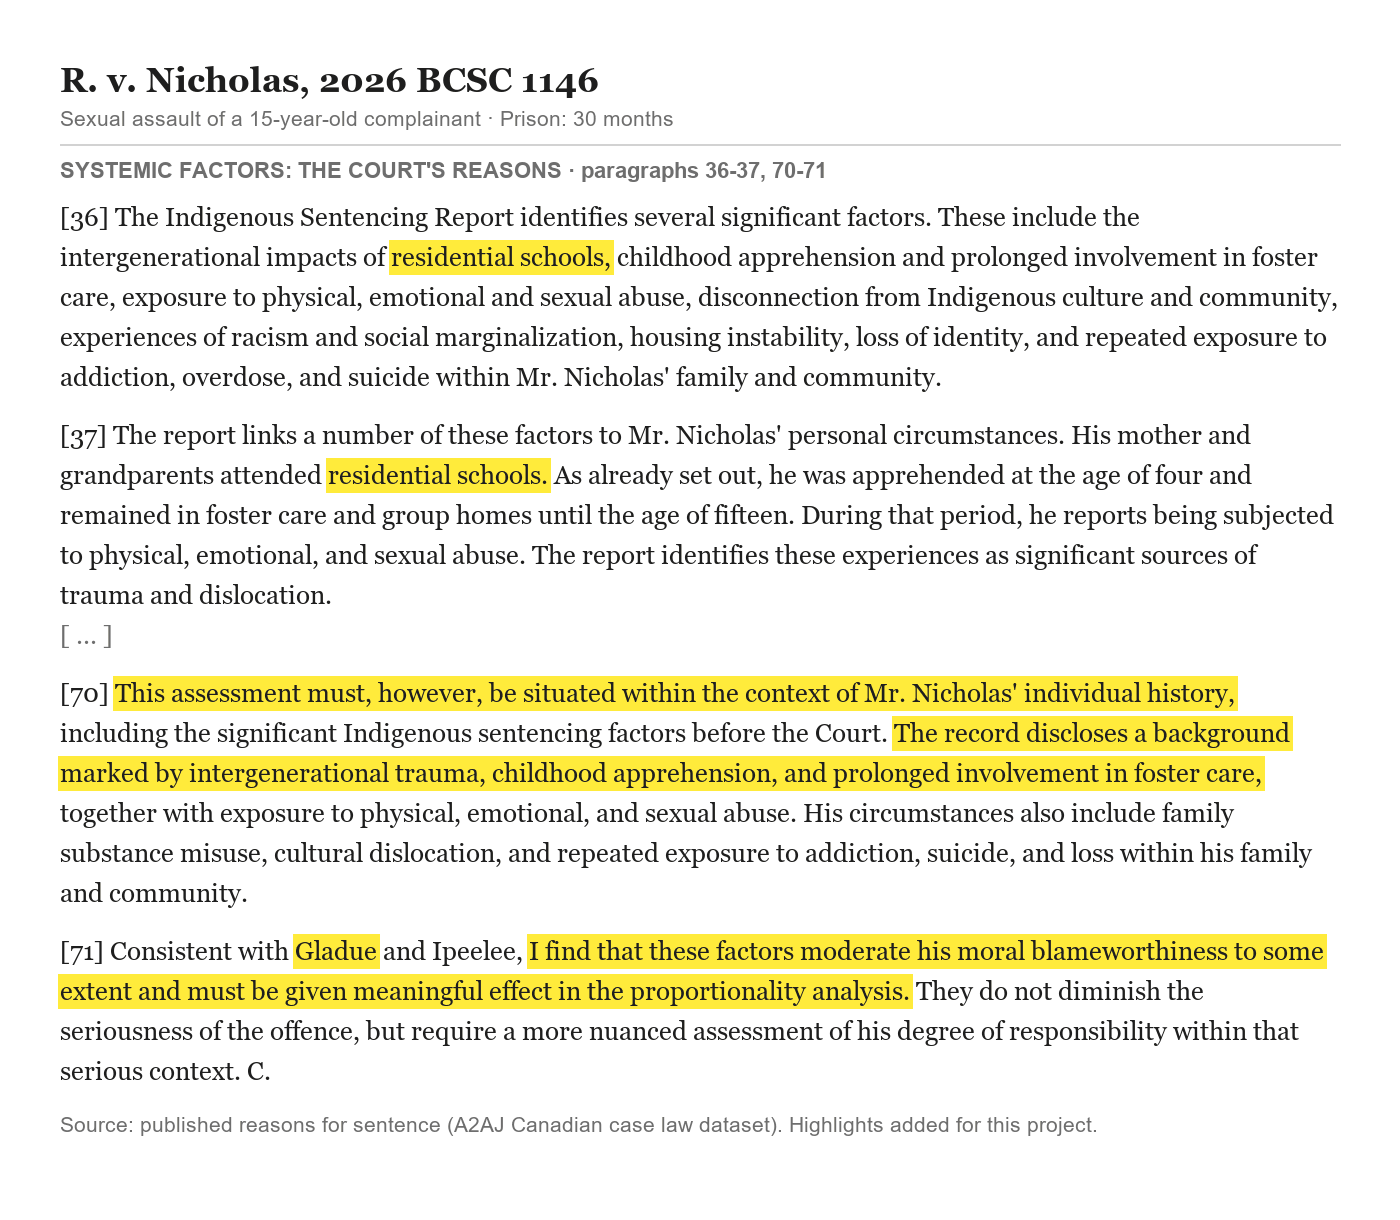 R. v. Nicholas, 2026 BCSC 1146
Sexual assault of a 15-year-old complainant · Prison: 30 months
SYSTEMIC FACTORS: THE COURT'S REASONS · paragraphs 36-37, 70-71
[36] The Indigenous Sentencing Report identifies several significant factors. These include the
intergenerational impacts of residential schools, childhood apprehension and prolonged involvement in foster
care, exposure to physical, emotional and sexual abuse, disconnection from Indigenous culture and community,
experiences of racism and social marginalization, housing instability, loss of identity, and repeated exposure to
addiction, overdose, and suicide within Mr. Nicholas' family and community.
[37] The report links a number of these factors to Mr. Nicholas' personal circumstances. His mother and
grandparents attended residential schools. As already set out, he was apprehended at the age of four and
remained in foster care and group homes until the age of fifteen. During that period, he reports being subjected
to physical, emotional, and sexual abuse. The report identifies these experiences as significant sources of
trauma and dislocation.
[ ... ]
[70] This assessment must, however, be situated within the context of Mr. Nicholas' individual history,
including the significant Indigenous sentencing factors before the Court. The record discloses a background
marked by intergenerational trauma, childhood apprehension, and prolonged involvement in foster care,
together with exposure to physical, emotional, and sexual abuse. His circumstances also include family
substance misuse, cultural dislocation, and repeated exposure to addiction, suicide, and loss within his family
and community.
[71] Consistent with Gladue and Ipeelee, I find that these factors moderate his moral blameworthiness to some
extent and must be given meaningful effect in the proportionality analysis. They do not diminish the
seriousness of the offence, but require a more nuanced assessment of his degree of responsibility within that
serious context. C.
Source: published reasons for sentence (A2AJ Canadian case law dataset). Highlights added for this project.